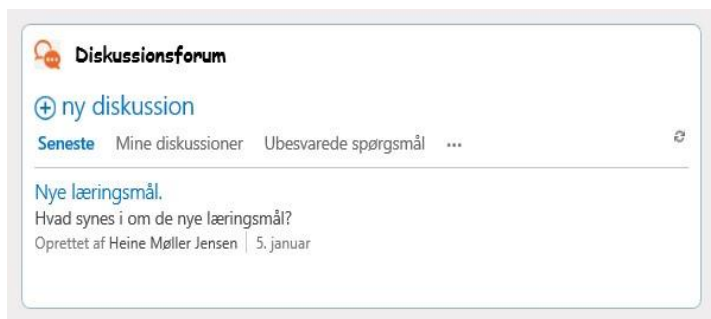 Diskussionsforum
ny diskussion
Seneste Mine diskussioner Ubesvarede spørgsmål ...
Nye læringsmål.
Hvad synes i om de nye læringsmål?
Oprettet af Heine Møller Jensen | 5. januar